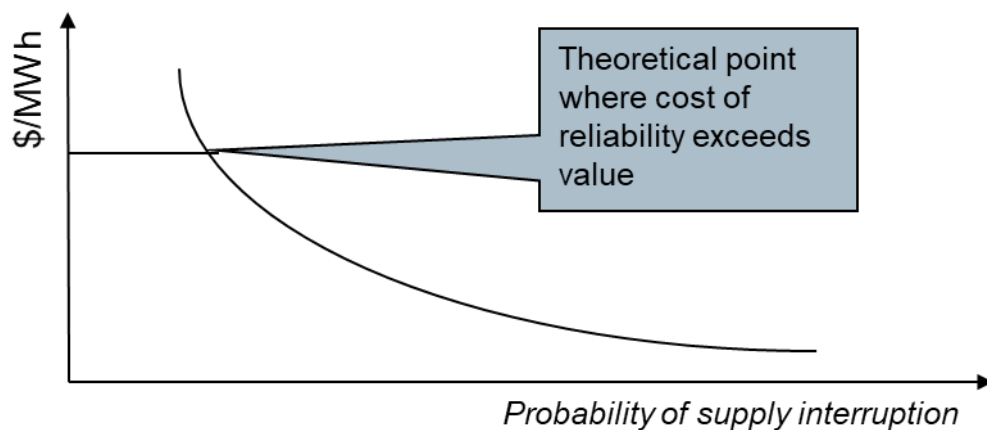 $/MWh
Theoretical point
where cost of
reliability exceeds
value
Probability of supply interruption